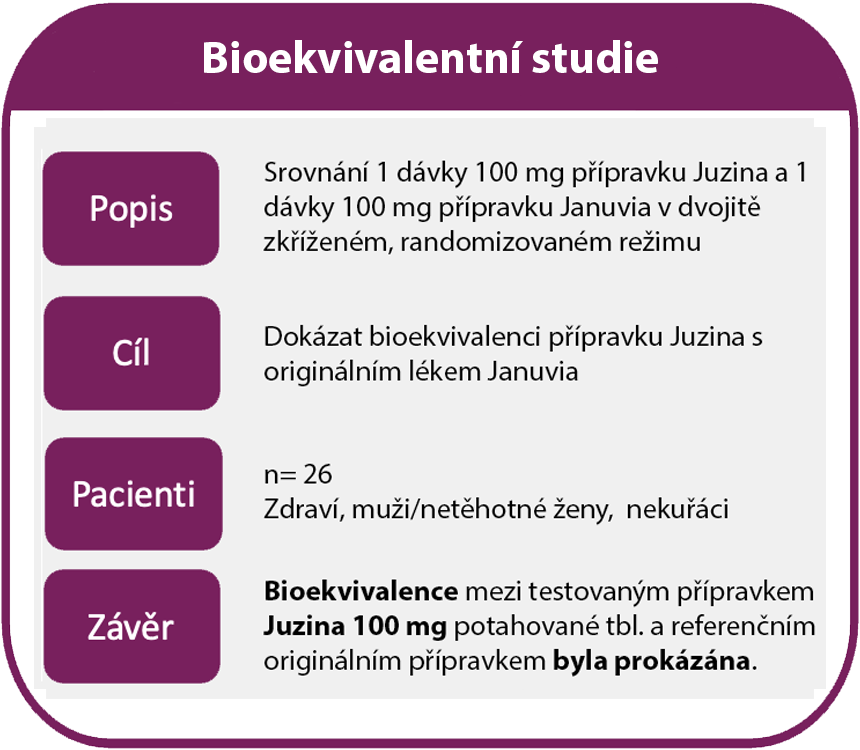 Bioekvivalentní studie
Popis
Srovnání 1 dávky 100 mg přípravku Juzina a 1
dávky 100 mg přípravku Januvia v dvojitě
zkříženém, randomizovaném režimu
Cíl
Dokázat bioekvivalenci přípravku Juzina s
originálním lékem Januvia
Pacienti
n= 26
Zdraví, muži/netěhotné ženy, nekuřáci
Závěr
Bioekvivalence mezi testovaným přípravkem
Juzina 100 mg potahované tbl. a referenčním
originálním přípravkem byla prokázána.